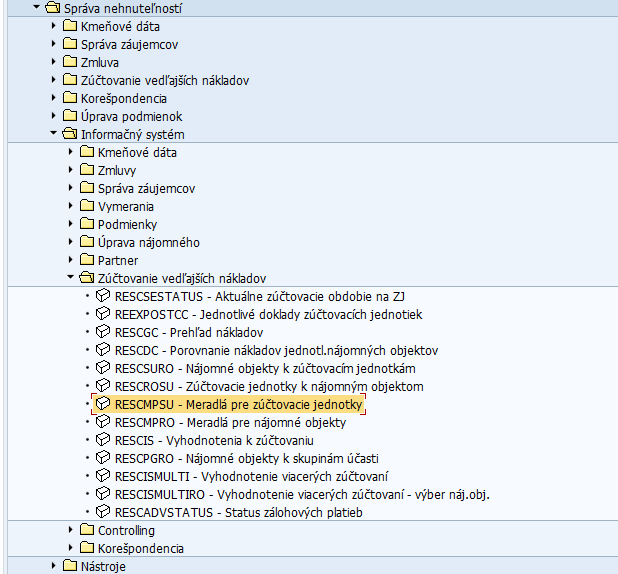 Správa nehnuteľností
Kmeňové dáta
Správa záujemcov
Zmluva
Zúčtovanie vedľajších nákladov
Korešpondencia
Úprava podmienok
Informačný systém
Kmeňové dáta
Zmluvy
Správa záujemcov
Vymerania
Podmienky
Úprava nájomného
Partner
Zúčtovanie vedľajších nákladov
RESCSESTATUS - Aktuálne zúčtovacie obdobie na ZJ
REEXPOSTCC - Jednotlivé doklady zúčtovacích jednotiek
RESCGC - Prehľad nákladov
RESCDC - Porovnanie nákladov jednotl.nájomných objektov
RESCSURO - Nájomné objekty k zúčtovacím jednotkám
RESCROSU - Zúčtovacie jednotky k nájomným objektom
RESCMPSU - Meradlá pre zúčtovacie jednotky
RESCMPRO - Meradlá pre nájomné objekty
RESCIS - Vyhodnotenia k zúčtovaniu
RESCPGRO - Nájomné objekty k skupinám účasti
RESCISMULTI - Vyhodnotenie viacerých zúčtovaní
RESCISMULTIRO - Vyhodnotenie viacerých zúčtovaní - výber náj.obj.
RESCADVSTATUS - Status zálohových platieb
Controlling
Korešpondencia
Nástroje